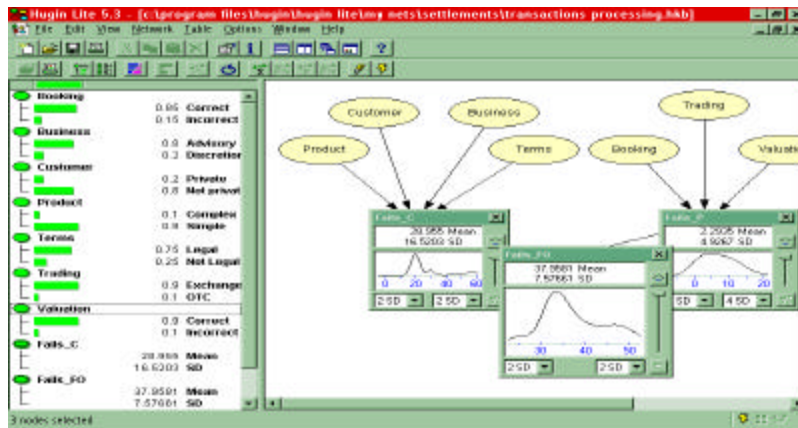 Hugin Lite 5.3 - [c:\program files\hugin\hugin lite\my nets\settlements\transactions processing.hkb]
File Edit View Network Table Options Window Help
Booking
0.85 Correct
0.15 Incorrect
Business
0.8 Advisory
0.2 Discretion
Customer
0.2 Private
0.8 Not privat
Product
0.1 Complex
0.9 Simple
Terms
0.75 Legal
0.25 Not Legal
Trading
0.9 Exchange
0.1 OTC
Valuation
0.9 Correct
0.1 Incorrect
Fails_C
20.955 Mean
16.5203 SD
Fails_FO
37.9581 Mean
7.57661 SD
Customer
Business
Trading
Product
Terms
Booking
Valuati
Fails_C
20.955 Mean
16.5203 SD
0 20 40 60
2 SD 2 SD
Fails_P
2.2935 Mean
4.9267 SD
0 10 20
SD 4 SD
Fails_FO
37.9581 Mean
7.57661 SD
30 40 50
2 SD 2 SD
3 nodes selected